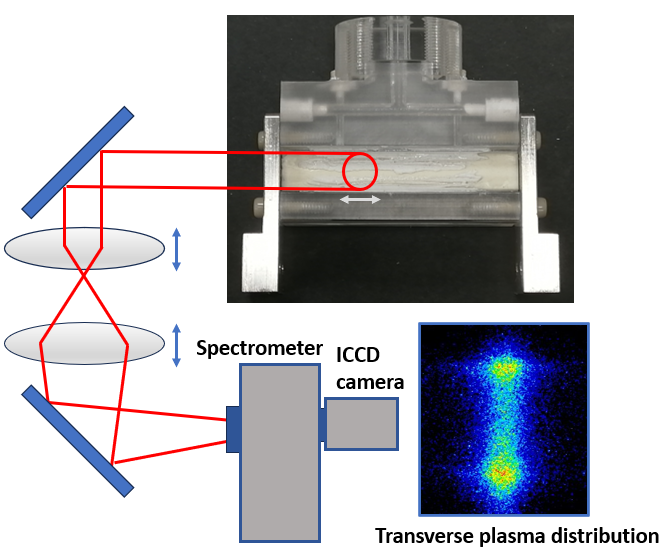 Spectrometer
ICCD
camera
Transverse plasma distribution